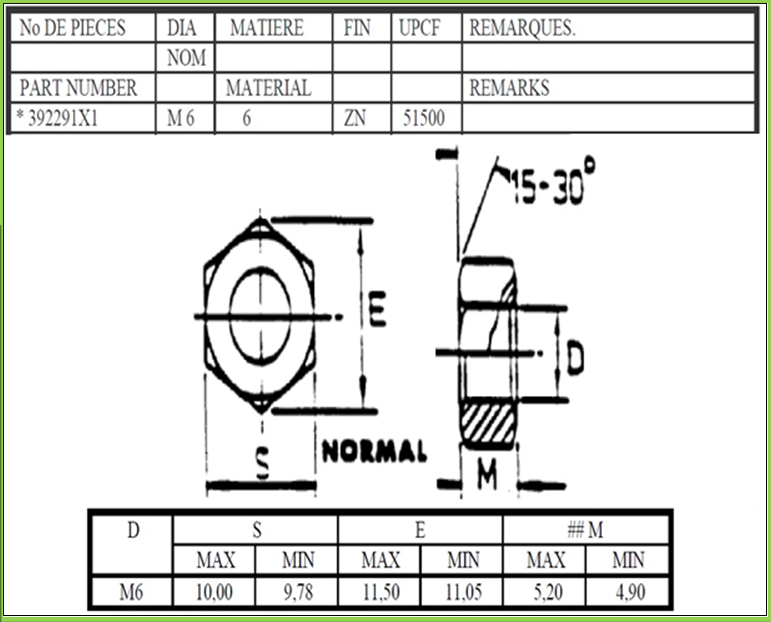 No DE PIECES DIA MATIERE FIN UPCF REMARQUES.
NOM
PART NUMBER MATERIAL REMARKS
* 392291X1 M 6 6 ZN 51500
15-30°
E
D
NORMAL
S
M
D S E ## M
MAX MIN MAX MIN MAX MIN
M6 10,00 9,78 11,50 11,05 5,20 4,90